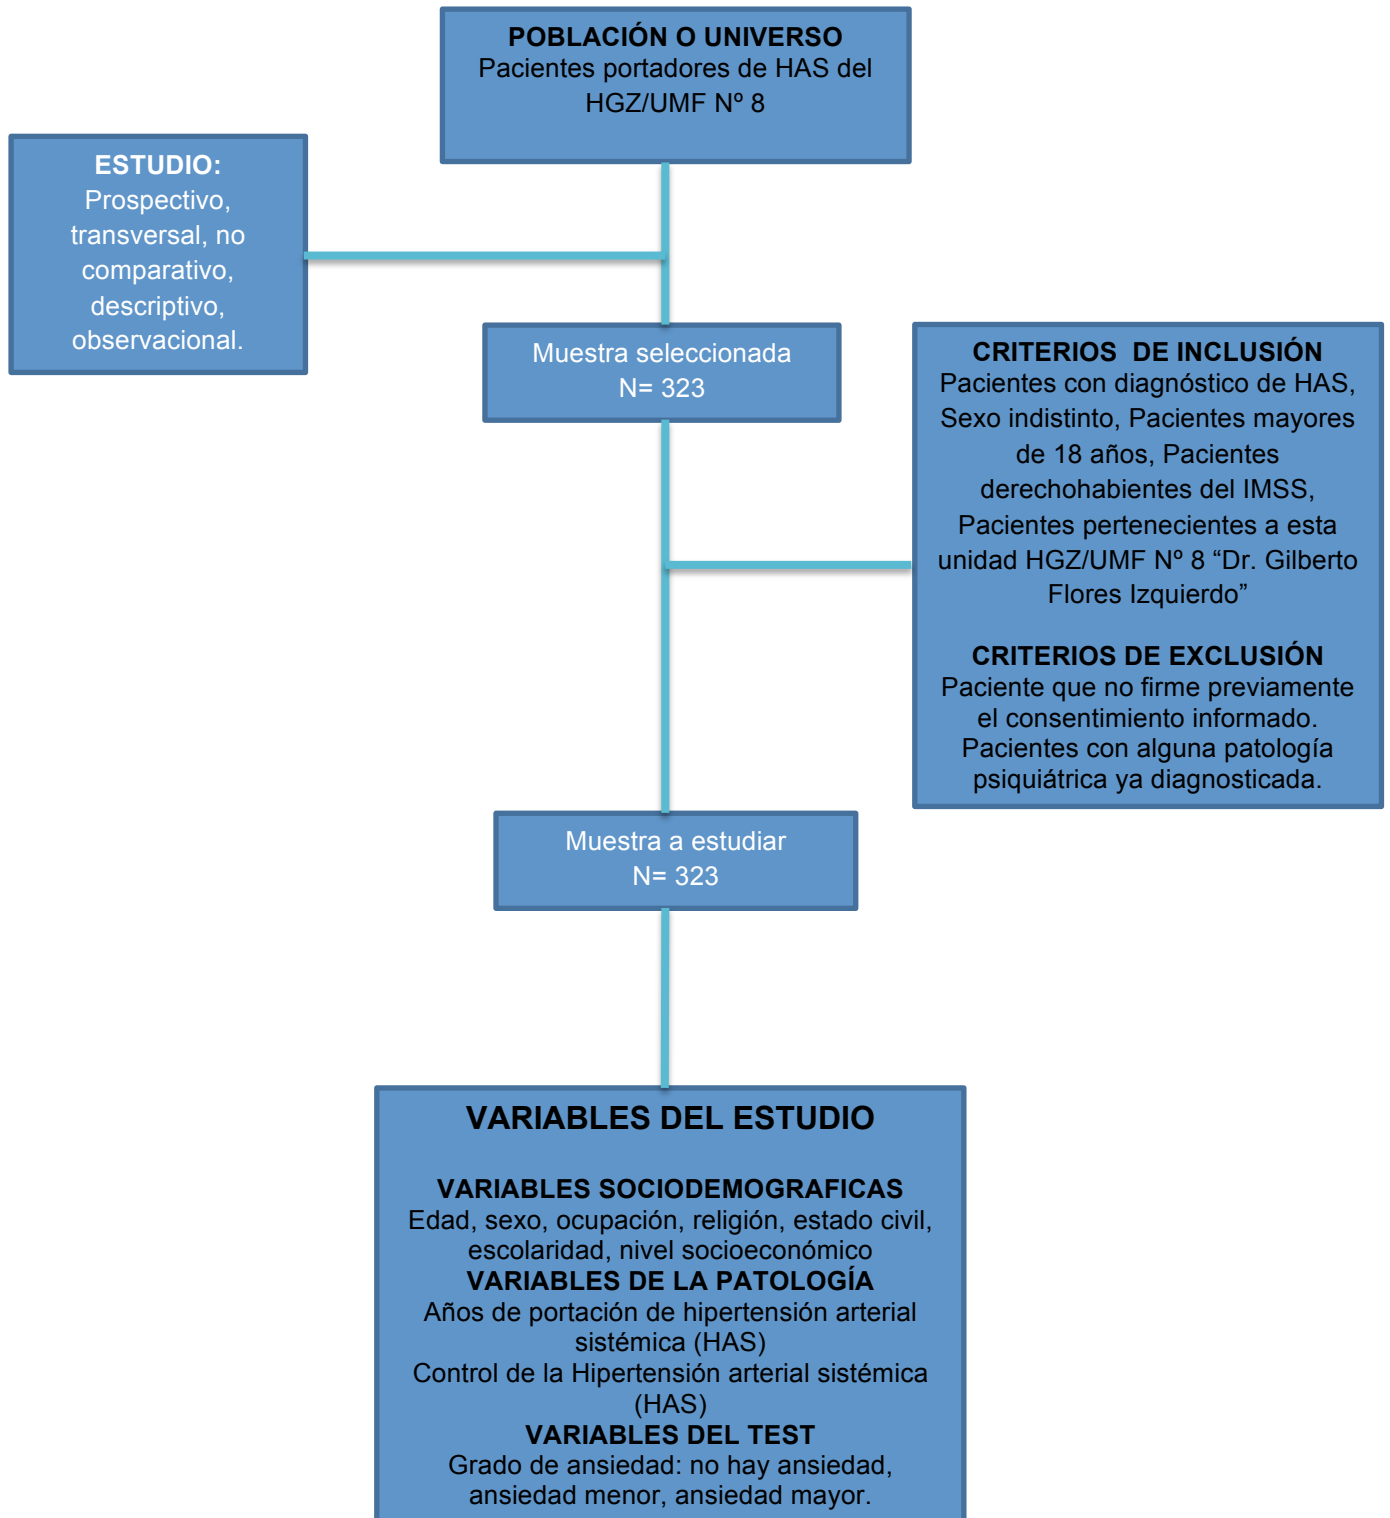 POBLACIÓN O UNIVERSO
Pacientes portadores de HAS del
HGZ/UMF Nº 8
ESTUDIO:
Prospectivo,
transversal, no
comparativo,
descriptivo,
observacional.
Muestra seleccionada
N= 323
CRITERIOS DE INCLUSIÓN
Pacientes con diagnóstico de HAS,
Sexo indistinto, Pacientes mayores
de 18 años, Pacientes
derechohabientes del IMSS,
Pacientes pertenecientes a esta
unidad HGZ/UMF Nº 8 “Dr. Gilberto
Flores Izquierdo”
CRITERIOS DE EXCLUSIÓN
Paciente que no firme previamente
el consentimiento informado.
Pacientes con alguna patología
psiquiátrica ya diagnosticada.
Muestra a estudiar
N= 323
VARIABLES DEL ESTUDIO
VARIABLES SOCIODEMOGRAFICAS
Edad, sexo, ocupación, religión, estado civil,
escolaridad, nivel socioeconómico
VARIABLES DE LA PATOLOGÍA
Años de portación de hipertensión arterial
sistémica (HAS)
Control de la Hipertensión arterial sistémica
(HAS)
VARIABLES DEL TEST
Grado de ansiedad: no hay ansiedad,
ansiedad menor, ansiedad mayor.